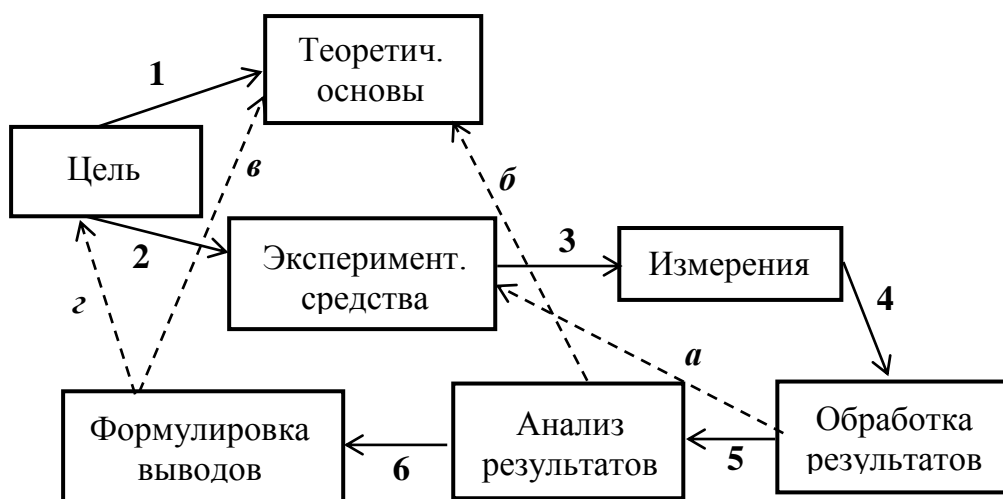 Теоретич.
основы
1
Цель
в
б
2
Эксперимент.
средства
3
Измерения
4
г
а
Формулировка
выводов
6
Анализ
результатов
5
Обработка
результатов